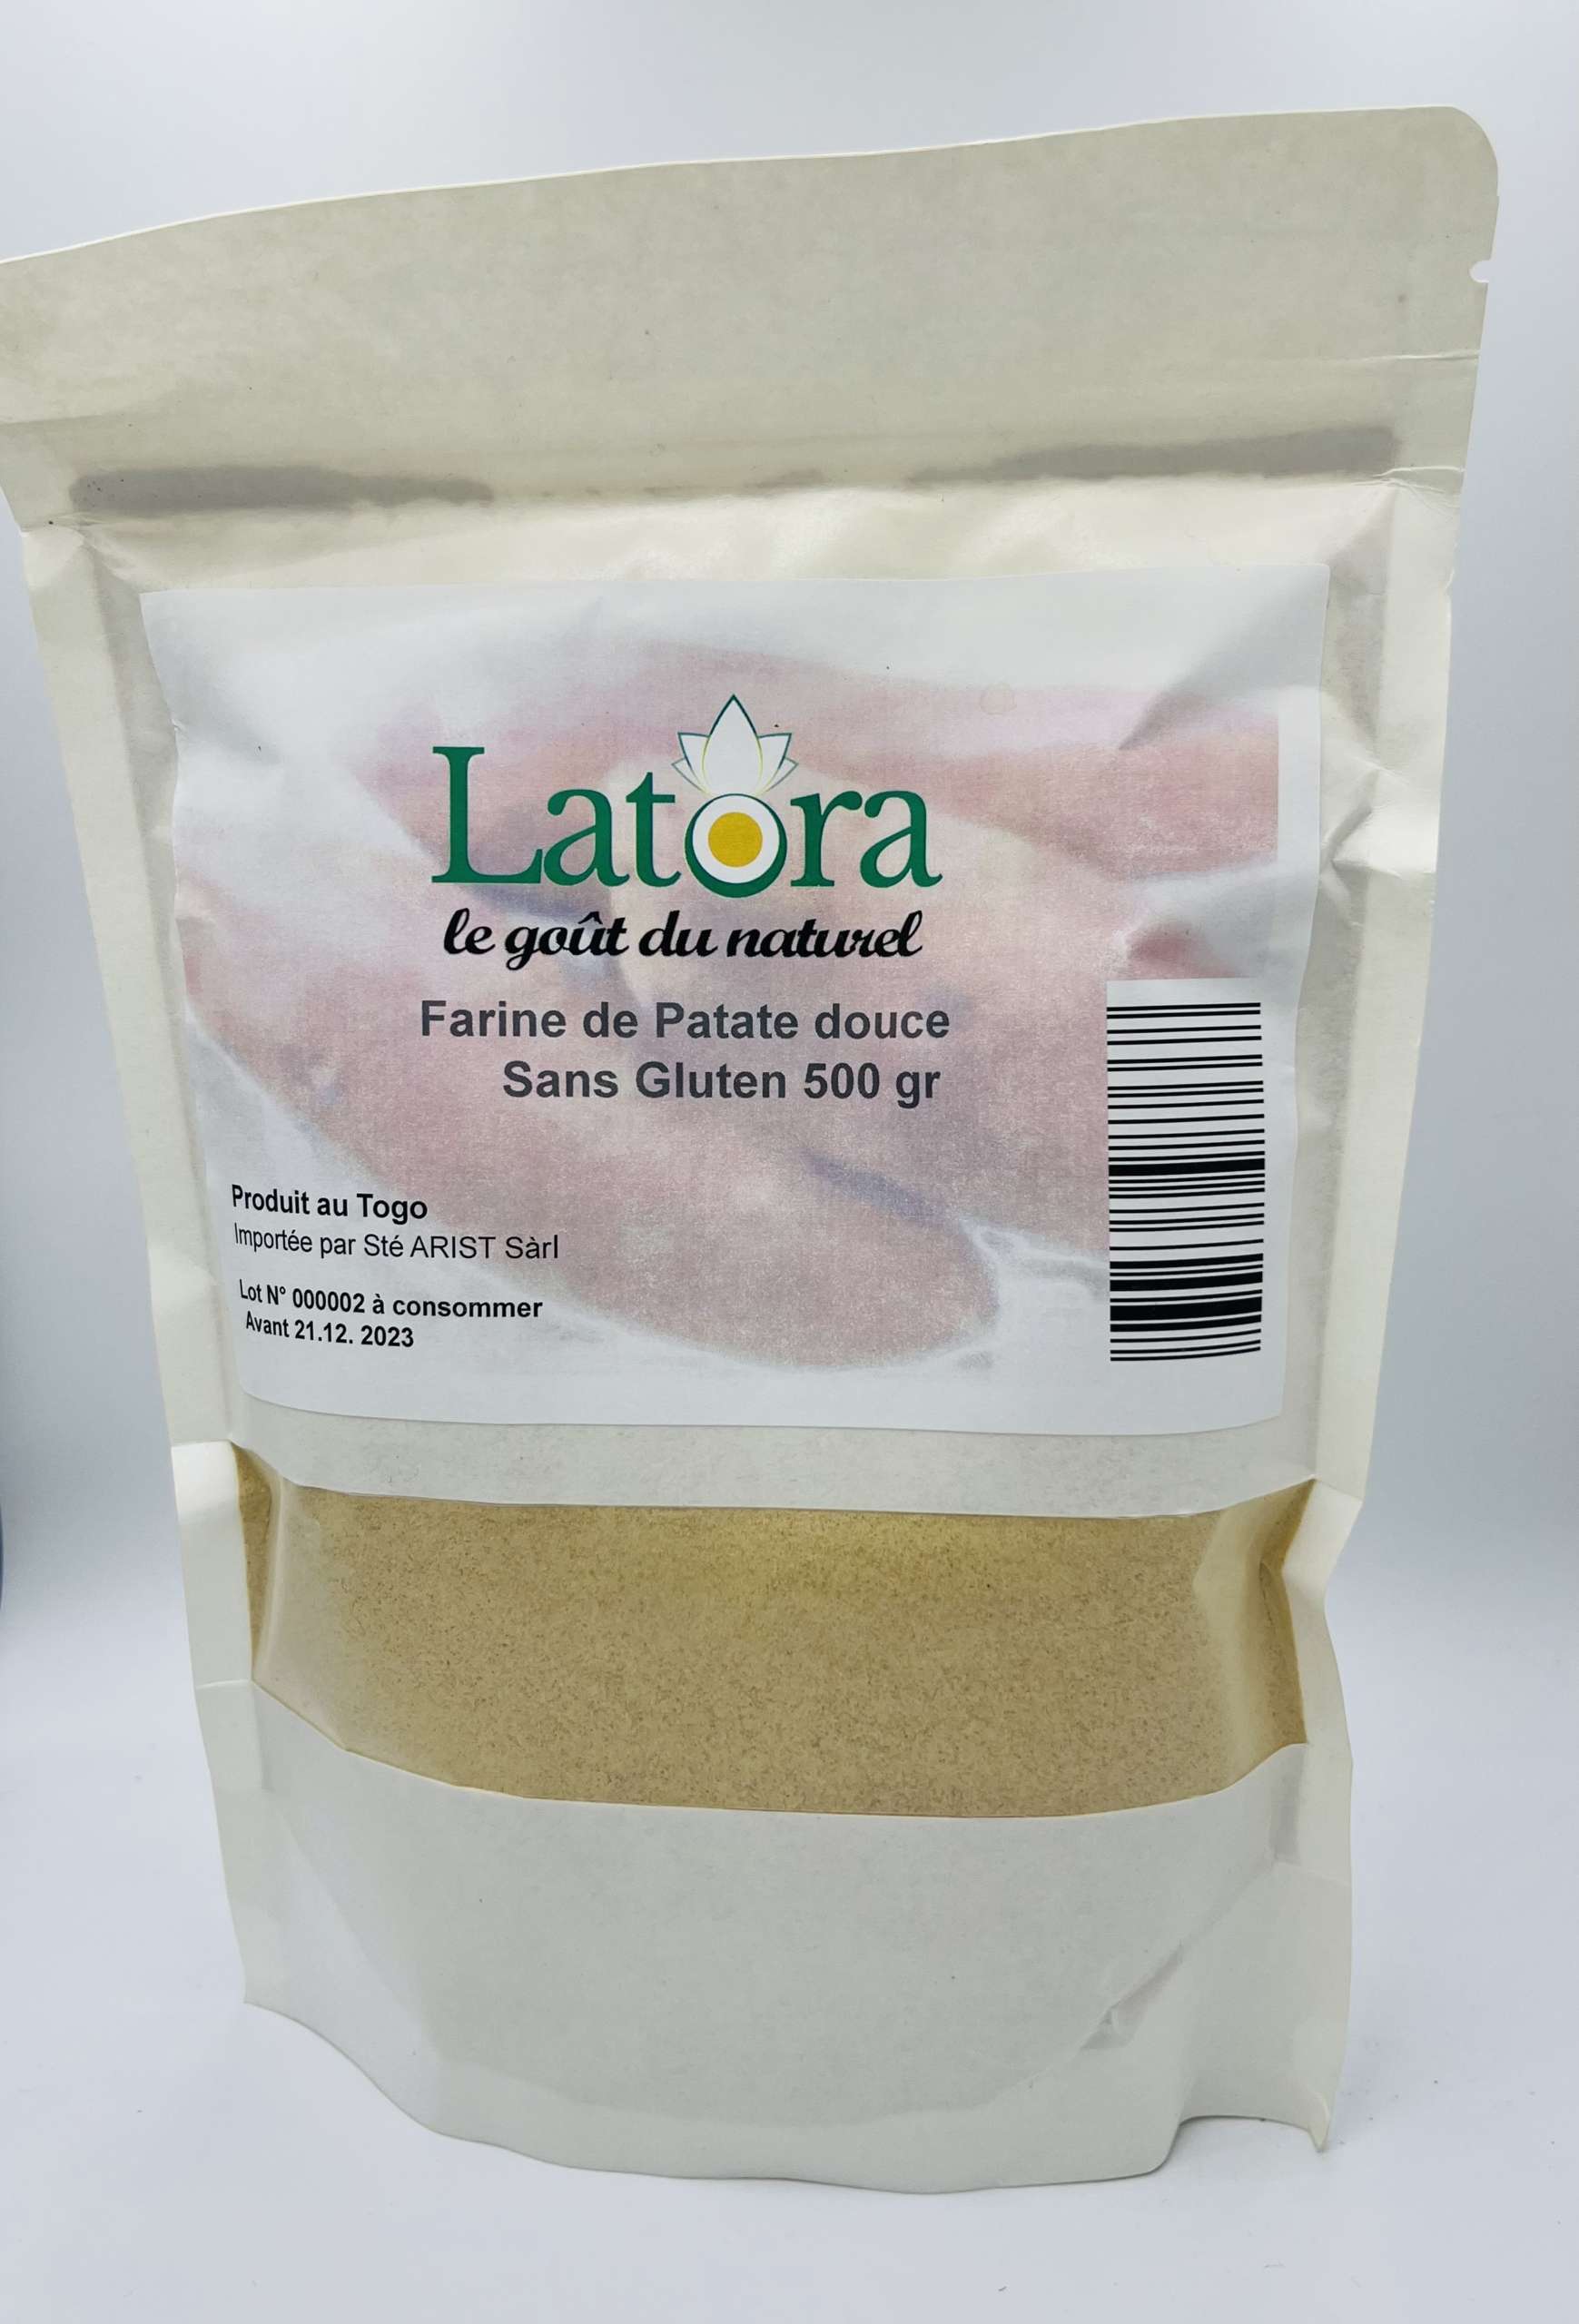 Latora
le goût du naturel
Farine de Patate douce
Sans Gluten 500 gr
Produit au Togo
Importée par Sté ARIST Sàrl
Lot N° 000002 à consommer
Avant 21.12. 2023